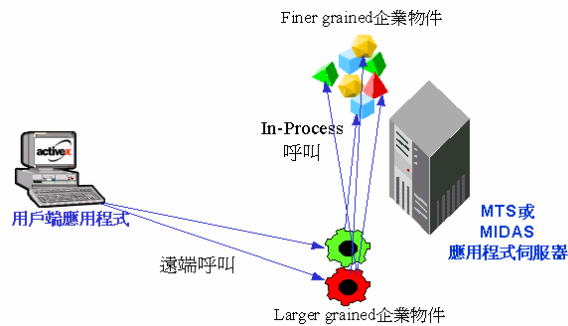 Finer grained企業物件
In-Process
呼叫
activex
用戶端應用程式
MTS或
MIDAS
應用程式伺服器
遠端呼叫
Larger grained企業物件